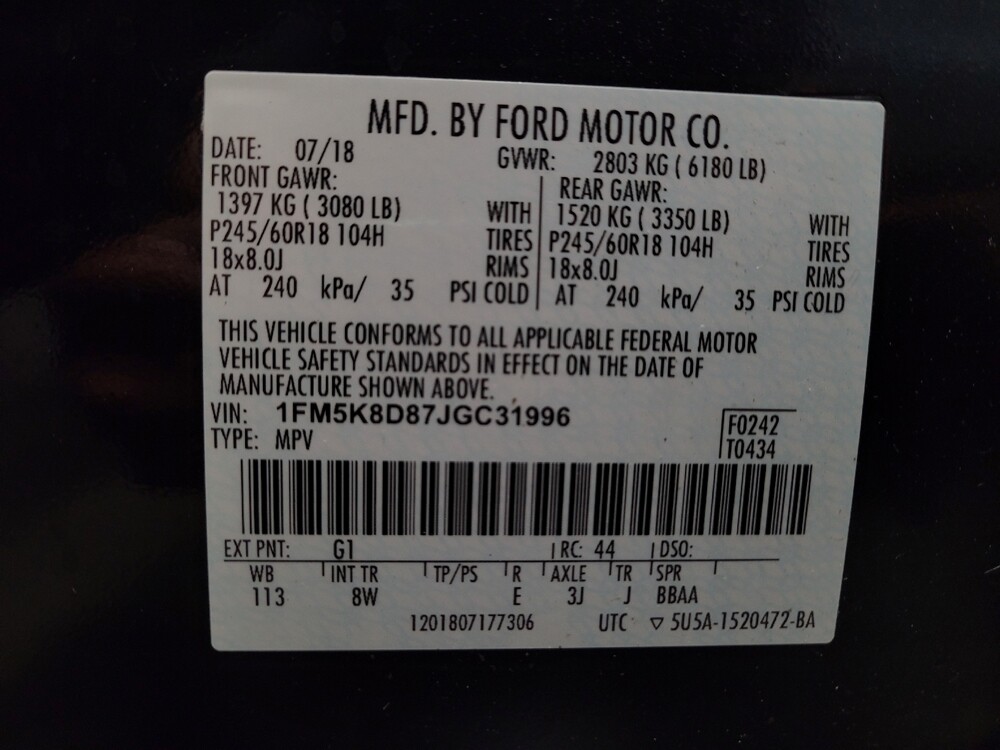 MFD. BY FORD MOTOR CO.
DATE: 07/18 GVWR: 2803 KG ( 6180 LB)
FRONT GAWR: REAR GAWR:
1397 KG ( 3080 LB) WITH 1520 KG ( 3350 LB) WITH
P245/60R18 104H TIRES P245/60R18 104H TIRES
18x8.0J RIMS 18x8.0J RIMS
AT 240 kPa/ 35 PSI COLD AT 240 kPa/ 35 PSI COLD
THIS VEHICLE CONFORMS TO ALL APPLICABLE FEDERAL MOTOR
VEHICLE SAFETY STANDARDS IN EFFECT ON THE DATE OF
MANUFACTURE SHOWN ABOVE.
VIN: 1FM5K8D87JGC31996 F0242
TYPE: MPV T0434
EXT PNT: G1 RC: 44 DSO:
WB INT TR TP/PS R AXLE TR SPR
113 8W E 3J J BBAA
1201807177306 UTC ▽ 5U5A-1520472-BA